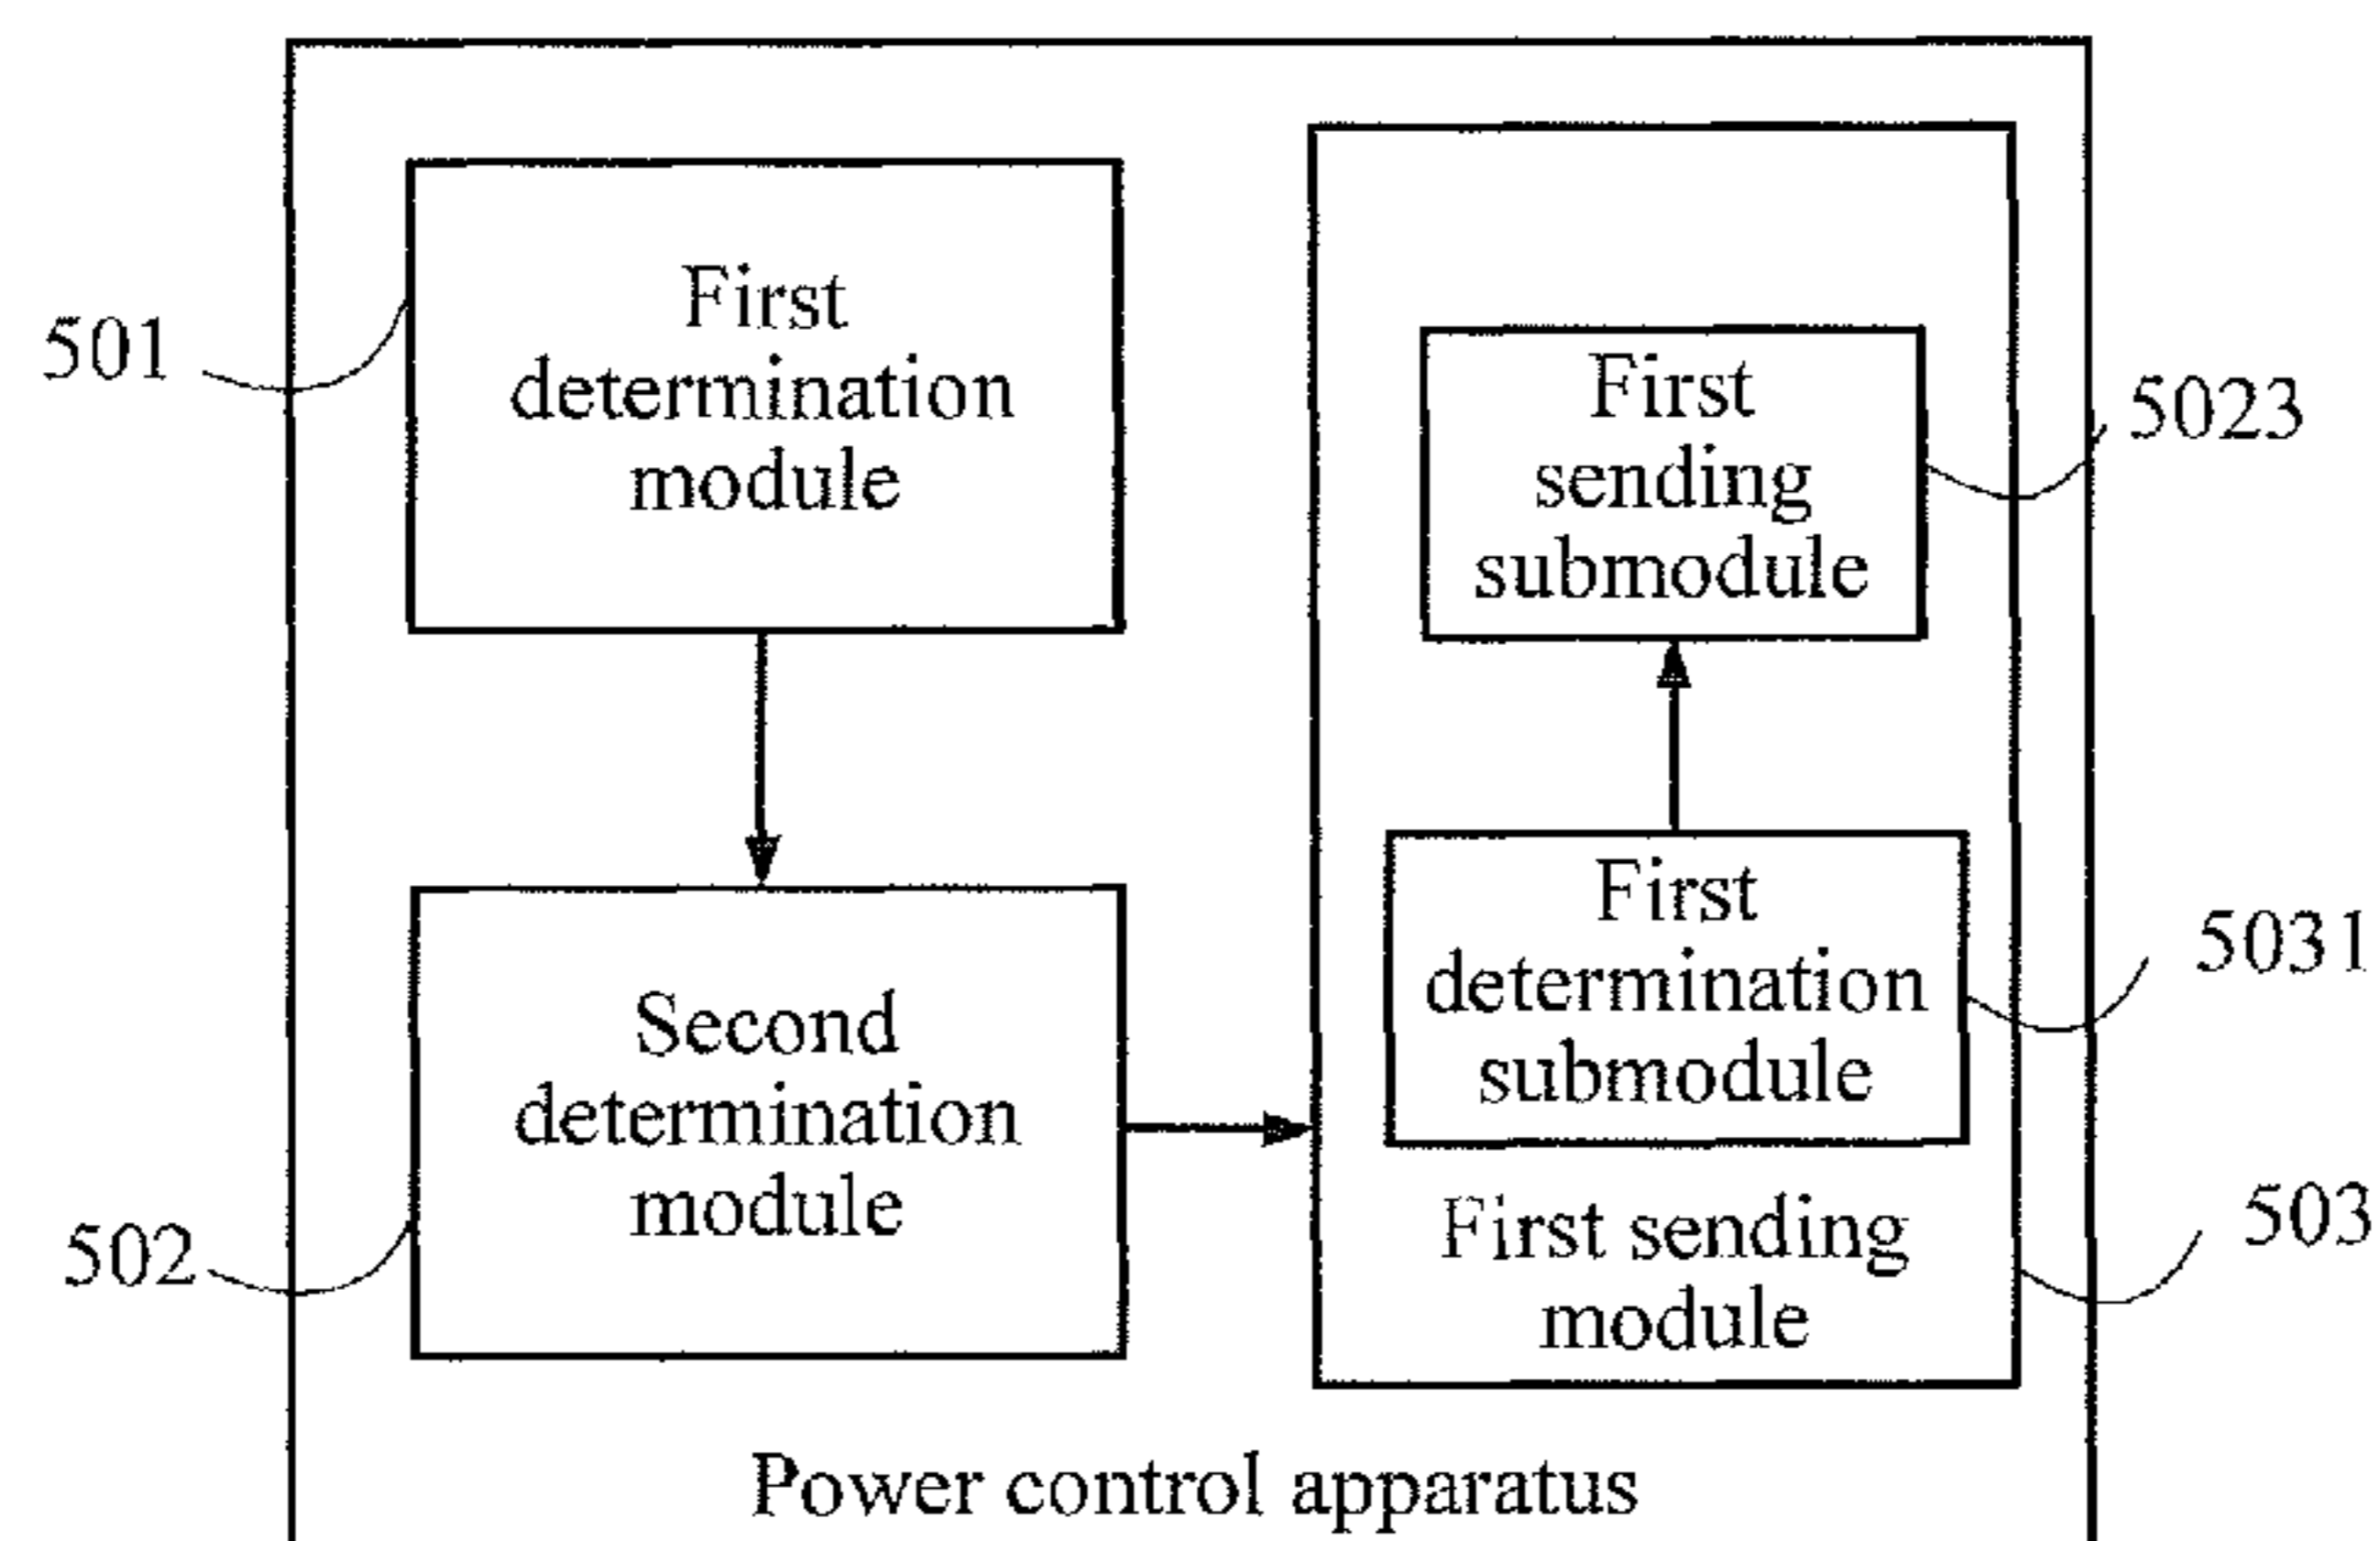 501
First
determination
module
First
sending
submodule
5023
First
determination
submodule
5031
502
Second
determination
module
First sending
module
503
Power control apparatus